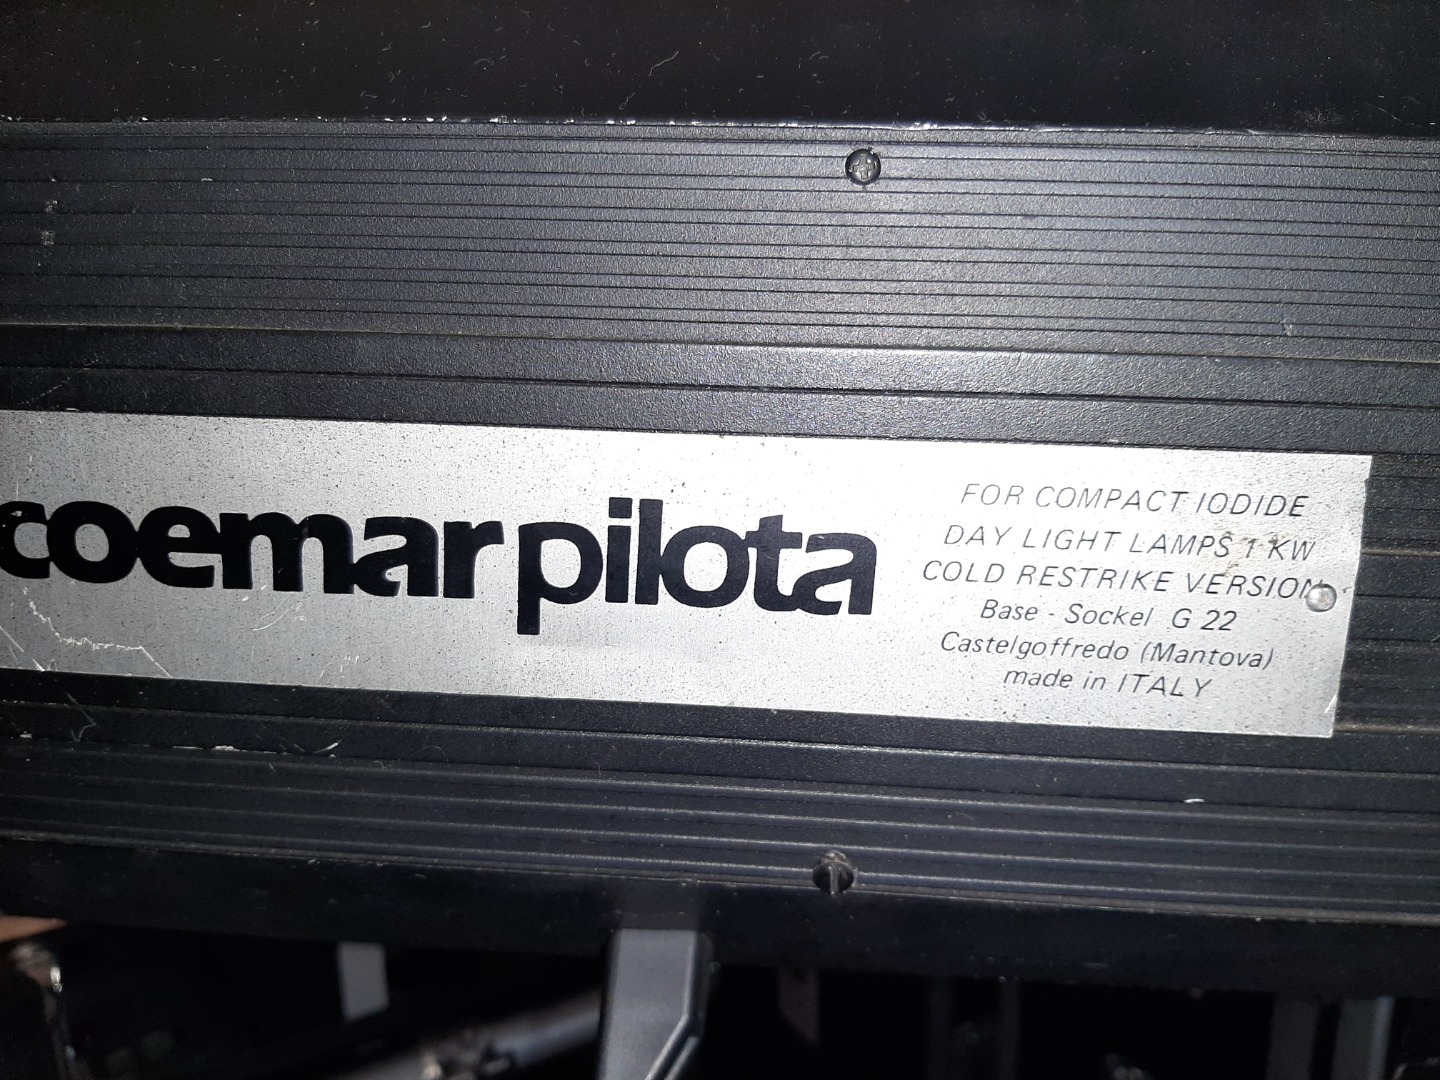 coemar pilota
FOR COMPACT IODIDE
DAY LIGHT LAMPS 1 KW
COLD RESTRIKE VERSION
Base - Sockel G 22
Castelgoffredo (Mantova)
made in ITALY